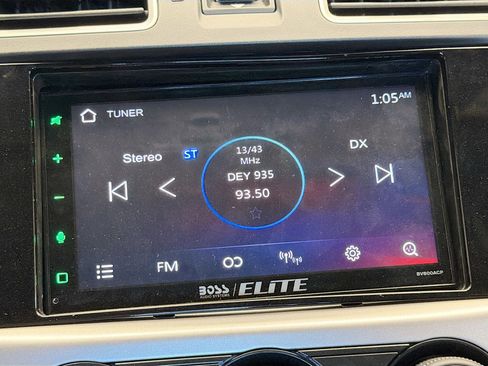 TUNER
1:05AM
Stereo ST
13/43
MHz
DX
DEY 935
93.50
FM
BOSS AUDIO SYSTEMS ELITE
BV800ACP